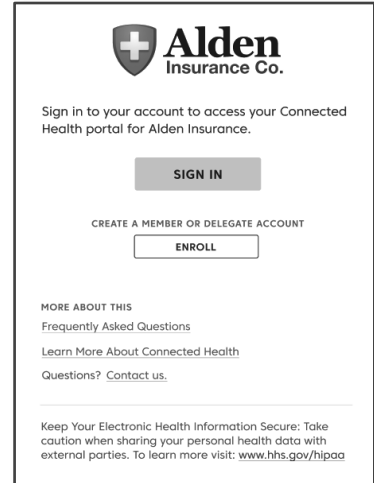 Alden
Insurance Co.
Sign in to your account to access your Connected
Health portal for Alden Insurance.
SIGN IN
CREATE A MEMBER OR DELEGATE ACCOUNT
ENROLL
MORE ABOUT THIS
Frequently Asked Questions
Learn More About Connected Health
Questions? Contact us.
Keep Your Electronic Health Information Secure: Take
caution when sharing your personal health data with
external parties. To learn more visit: www.hhs.gov/hipaa